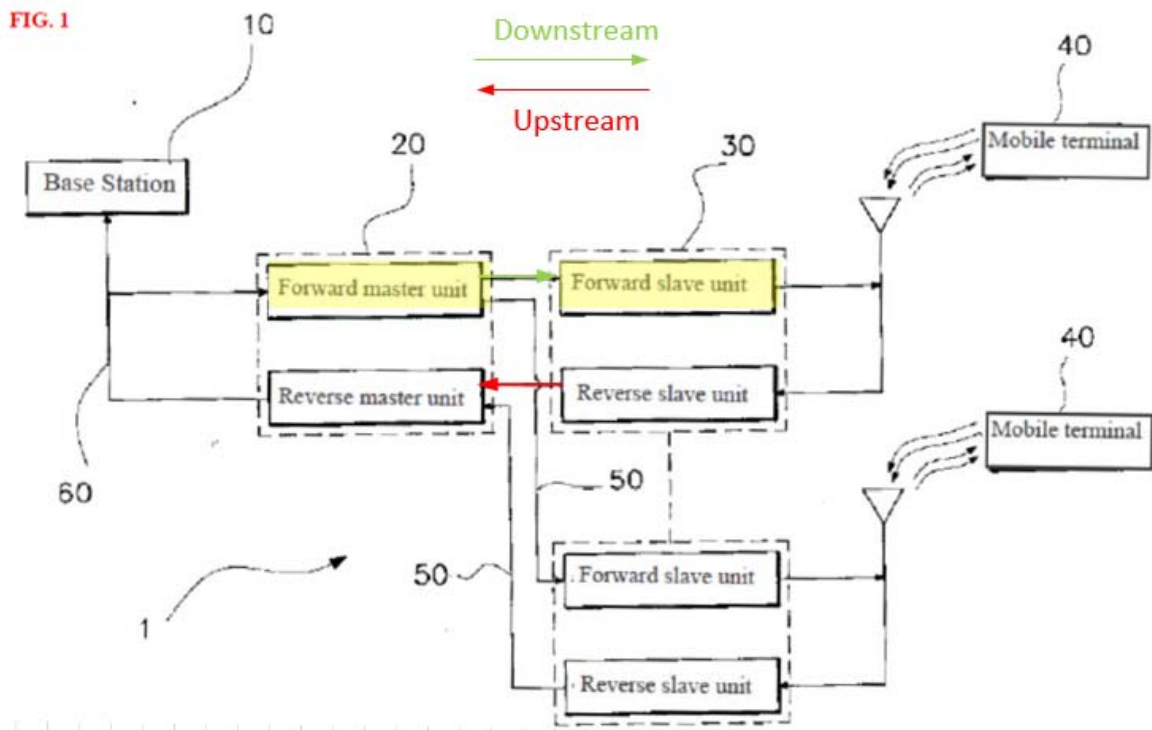 FIG. 1
10
Downstream
Upstream
40
Mobile terminal
20
30
Base Station
Forward master unit
Forward slave unit
40
Reverse master unit
Reverse slave unit
Mobile terminal
60
50
50
Forward slave unit
1
Reverse slave unit